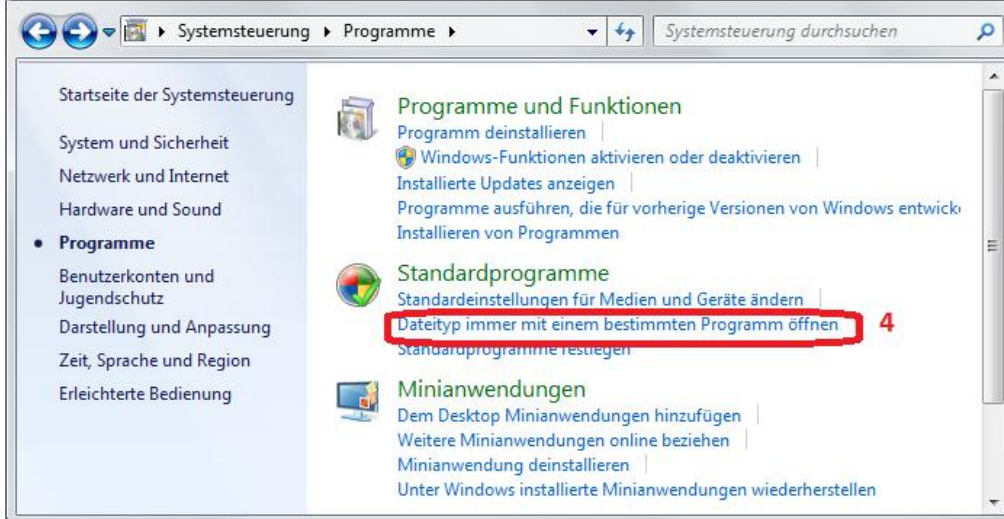 Systemsteuerung ▸ Programme ▸
Systemsteuerung durchsuchen
Startseite der Systemsteuerung
System und Sicherheit
Netzwerk und Internet
Hardware und Sound
Programme
Benutzerkonten und
Jugendschutz
Darstellung und Anpassung
Zeit, Sprache und Region
Erleichterte Bedienung
Programme und Funktionen
Programm deinstallieren
Windows-Funktionen aktivieren oder deaktivieren
Installierte Updates anzeigen
Programme ausführen, die für vorherige Versionen von Windows entwick
Installieren von Programmen
Standardprogramme
Standardeinstellungen für Medien und Geräte ändern
Dateityp immer mit einem bestimmten Programm öffnen 4
Standardprogramme festlegen
Minianwendungen
Dem Desktop Minianwendungen hinzufügen
Weitere Minianwendungen online beziehen
Minianwendung deinstallieren
Unter Windows installierte Minianwendungen wiederherstellen